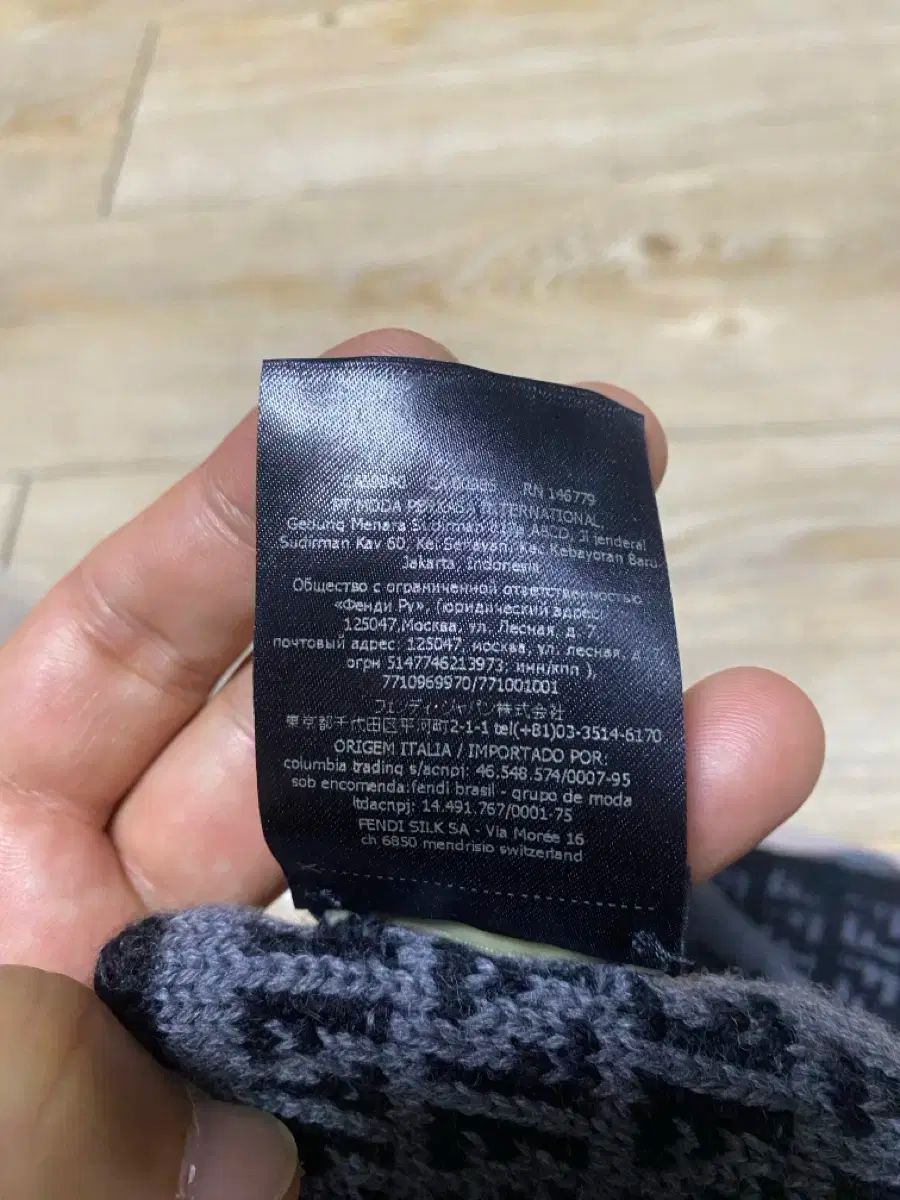 RN 146779
PT MODA INTERNATIONAL,
Gedung Menara Sudirman jl jenderal
Sudirman Kav 60, Kel Senayan, Kec Kebayoran Baru
Jakarta, Indonesia
Общество с ограниченной ответственностью
«Фенди Ру», (юридический адрес:
125047,Москва, ул. Лесная, д. 7,
почтовый адрес: 125047, москва, ул. лесная,
огрн 5147746213973; инн/кпп ),
7710969970/771001001
フェンディ・ジャパン株式会社
東京都千代田区平河町2-1-1 tel(+81)03-3514-6170
ORIGEM ITALIA / IMPORTADO POR:
columbia trading s/acnpj: 46.548.574/0007-95
sob encomenda:fendi brasil - grupo de moda
ltdacnpj: 14.491.767/0001-75
FENDI SILK SA - Via Morée 16
ch 6850 mendrisio switzerland